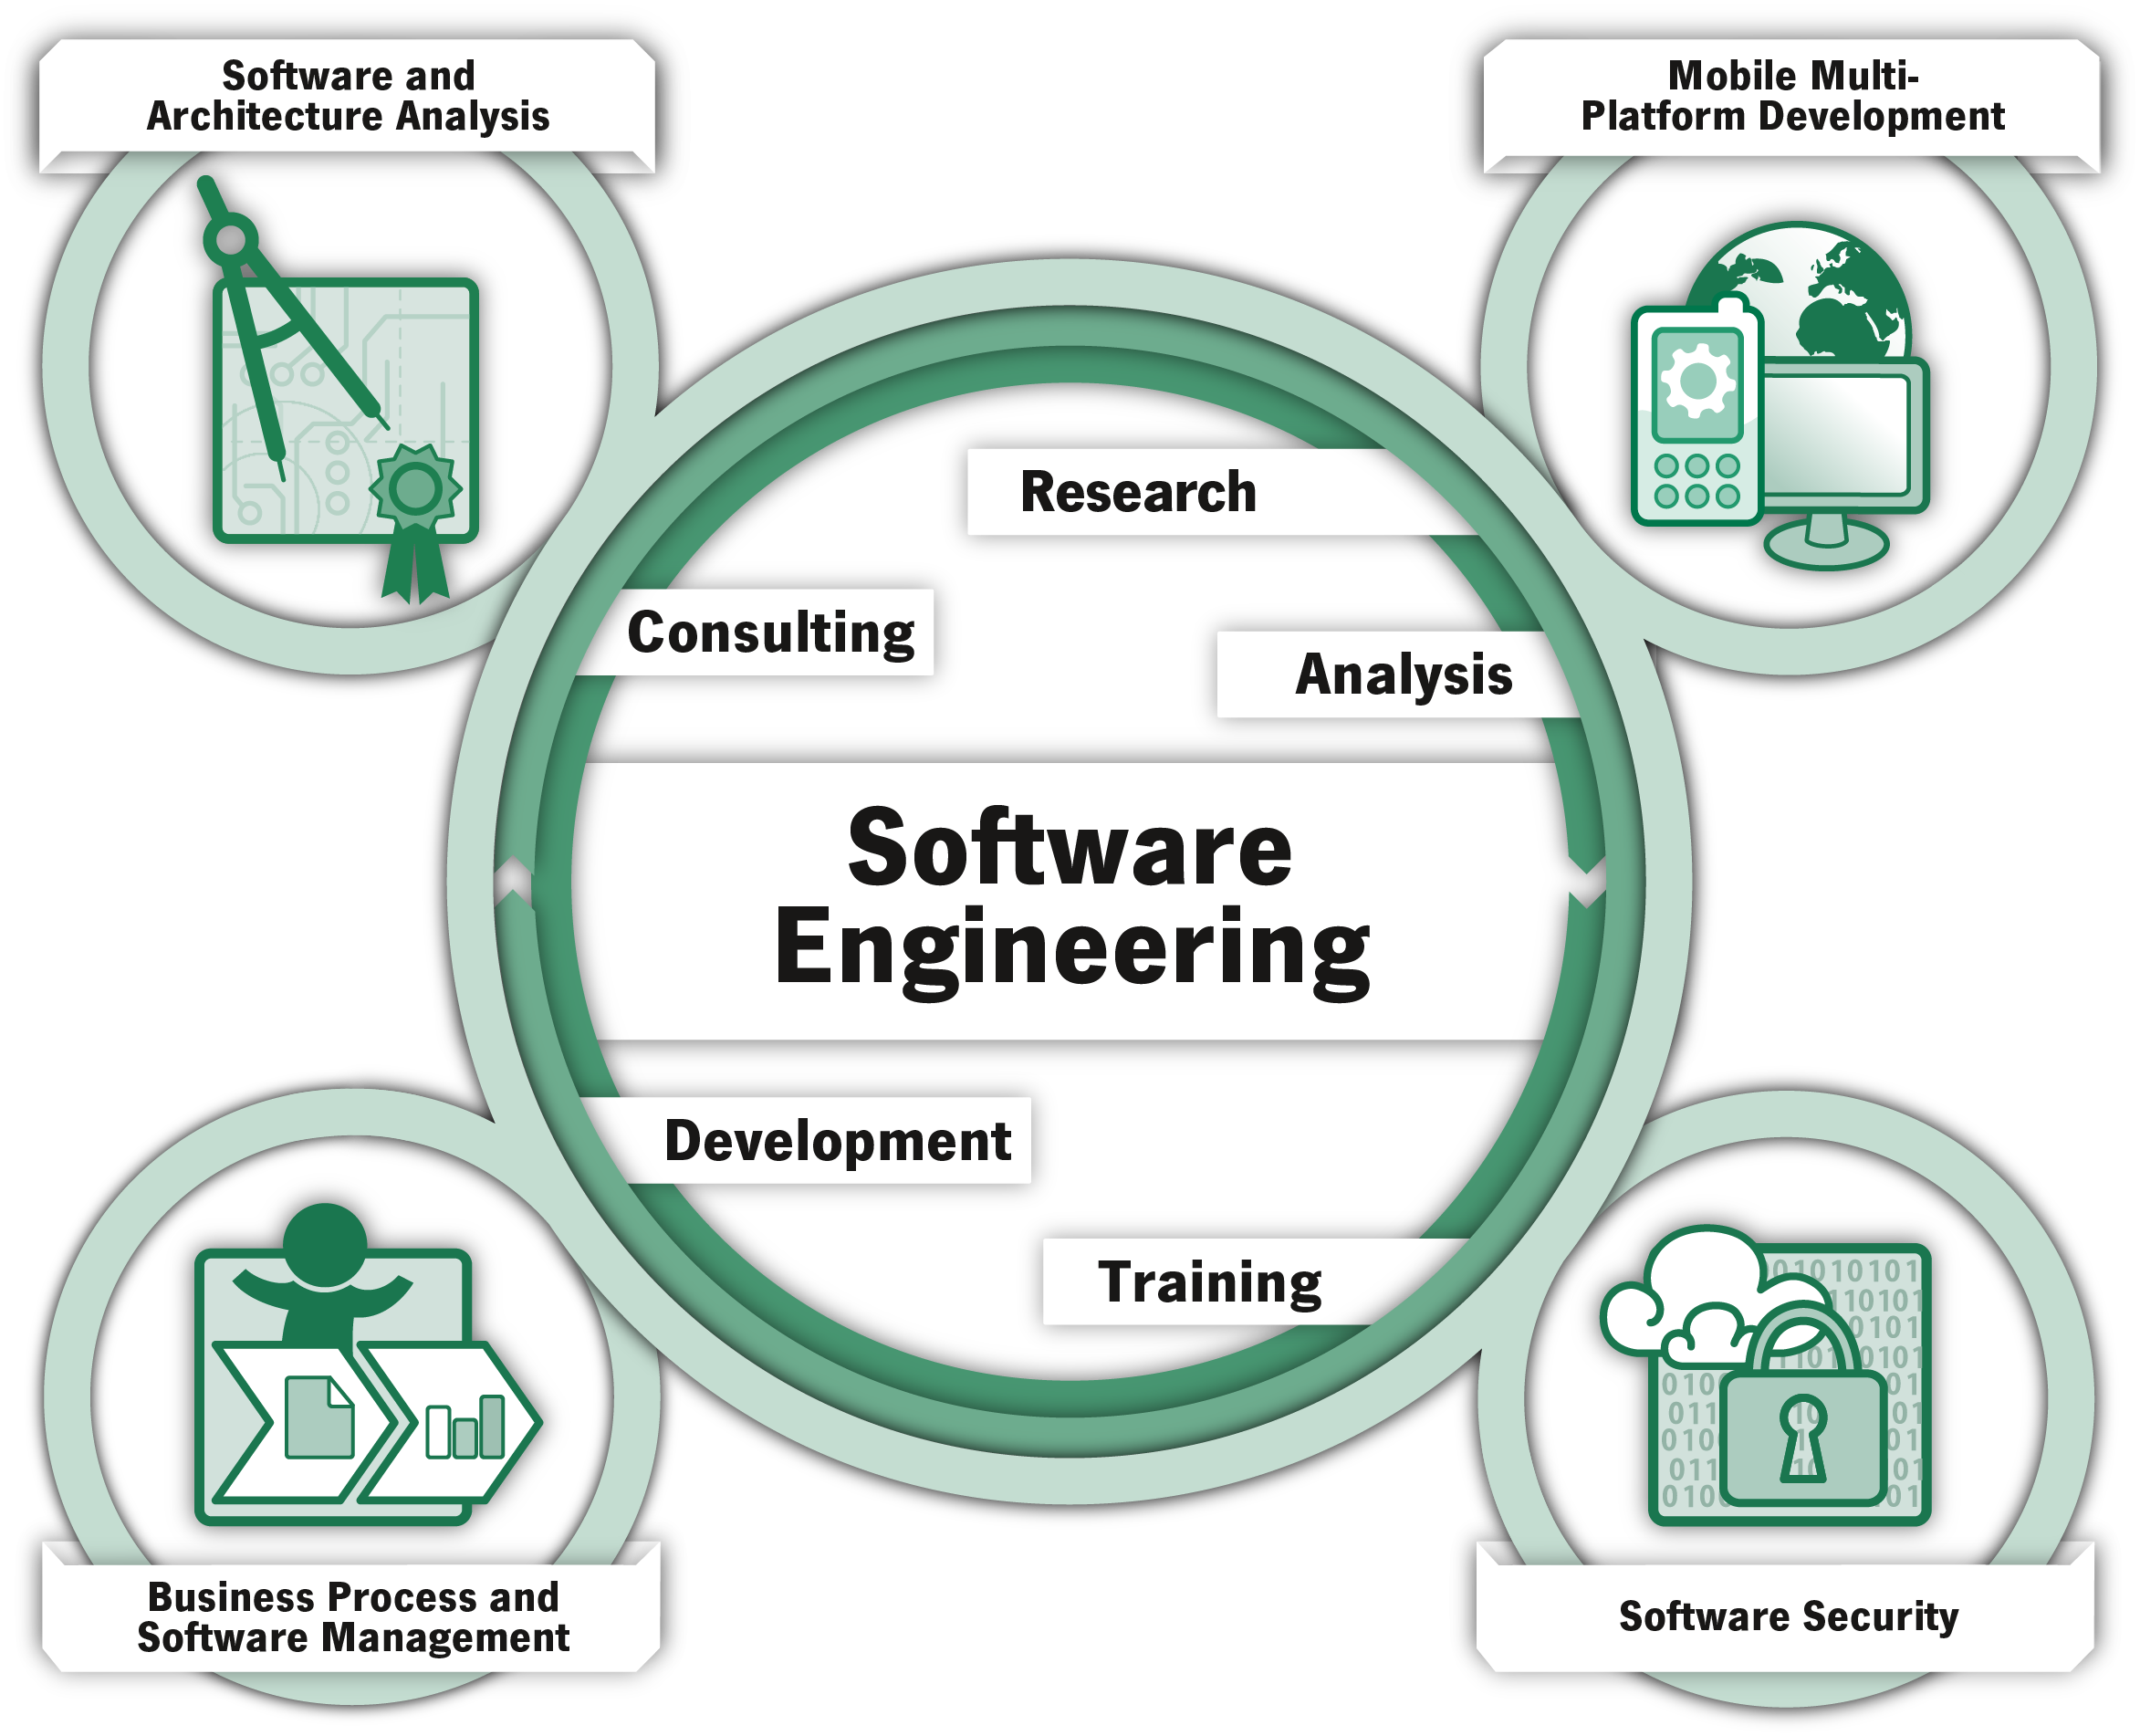 Software and
Architecture Analysis
Mobile Multi-
Platform Development
Research
Consulting
Analysis
Software
Engineering
Development
Training
Business Process and
Software Management
Software Security